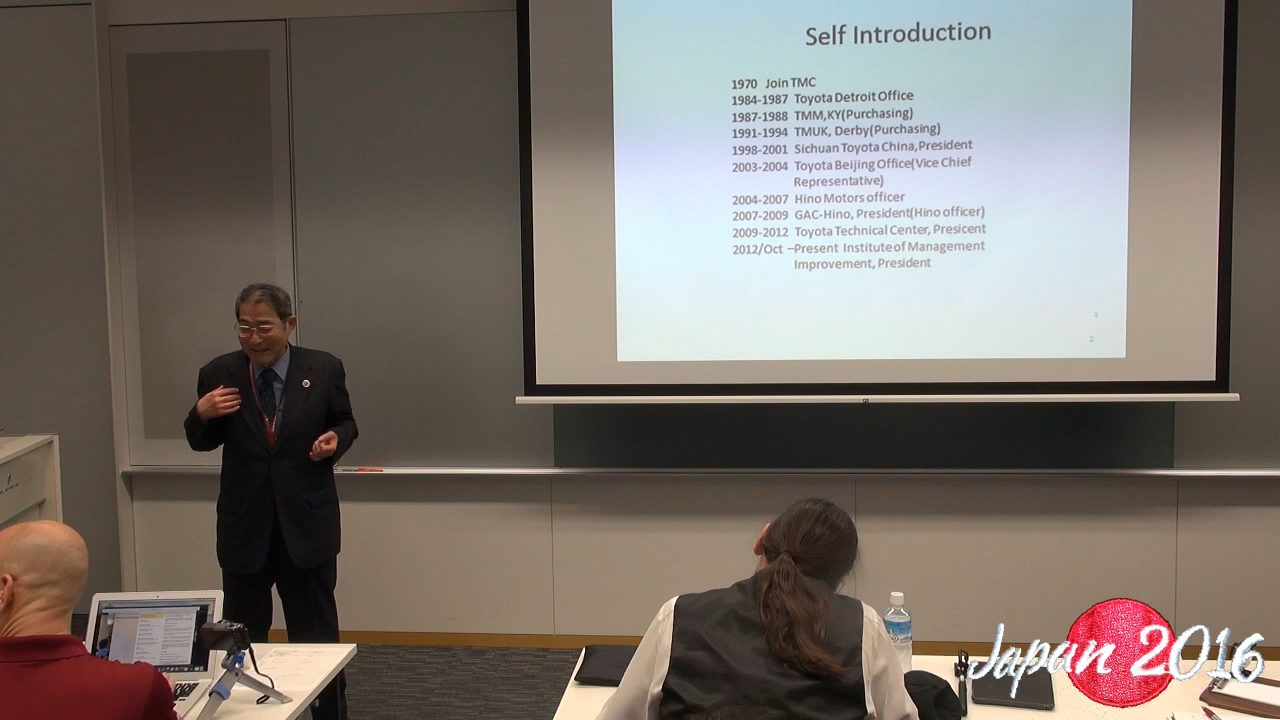 Self Introduction
1970 Join TMC
1984-1987 Toyota Detroit Office
1987-1988 TMM,KY(Purchasing)
1991-1994 TMUK, Derby(Purchasing)
1998-2001 Sichuan Toyota China,President
2003-2004 Toyota Beijing Office(Vice Chief
Representative)
2004-2007 Hino Motors officer
2007-2009 GAC-Hino, President(Hino officer)
2009-2012 Toyota Technical Center, Presicent
2012/Oct –Present Institute of Management
Improvement, President
2
Japan 2016